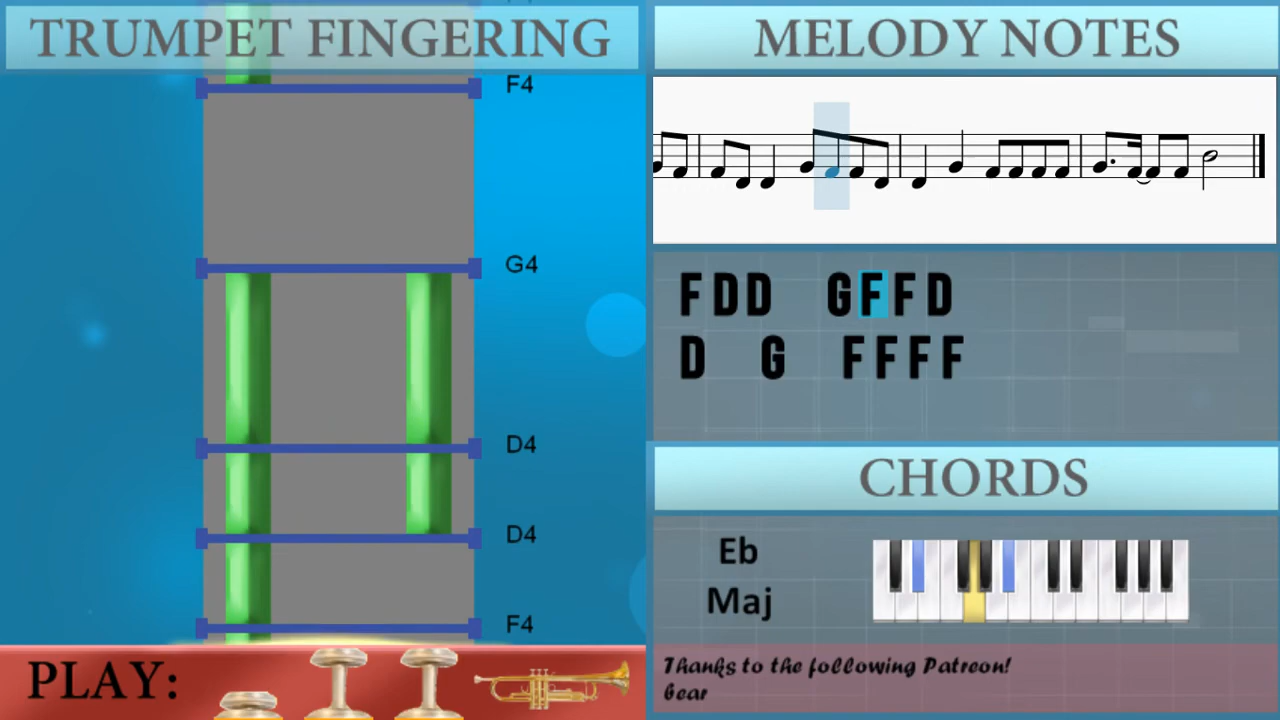 TRUMPET FINGERING
F4
G4
D4
D4
F4
PLAY:
MELODY NOTES
FDD GFFD
D G FFFF
CHORDS
Eb
Maj
Thanks to the following Patreon!
bear